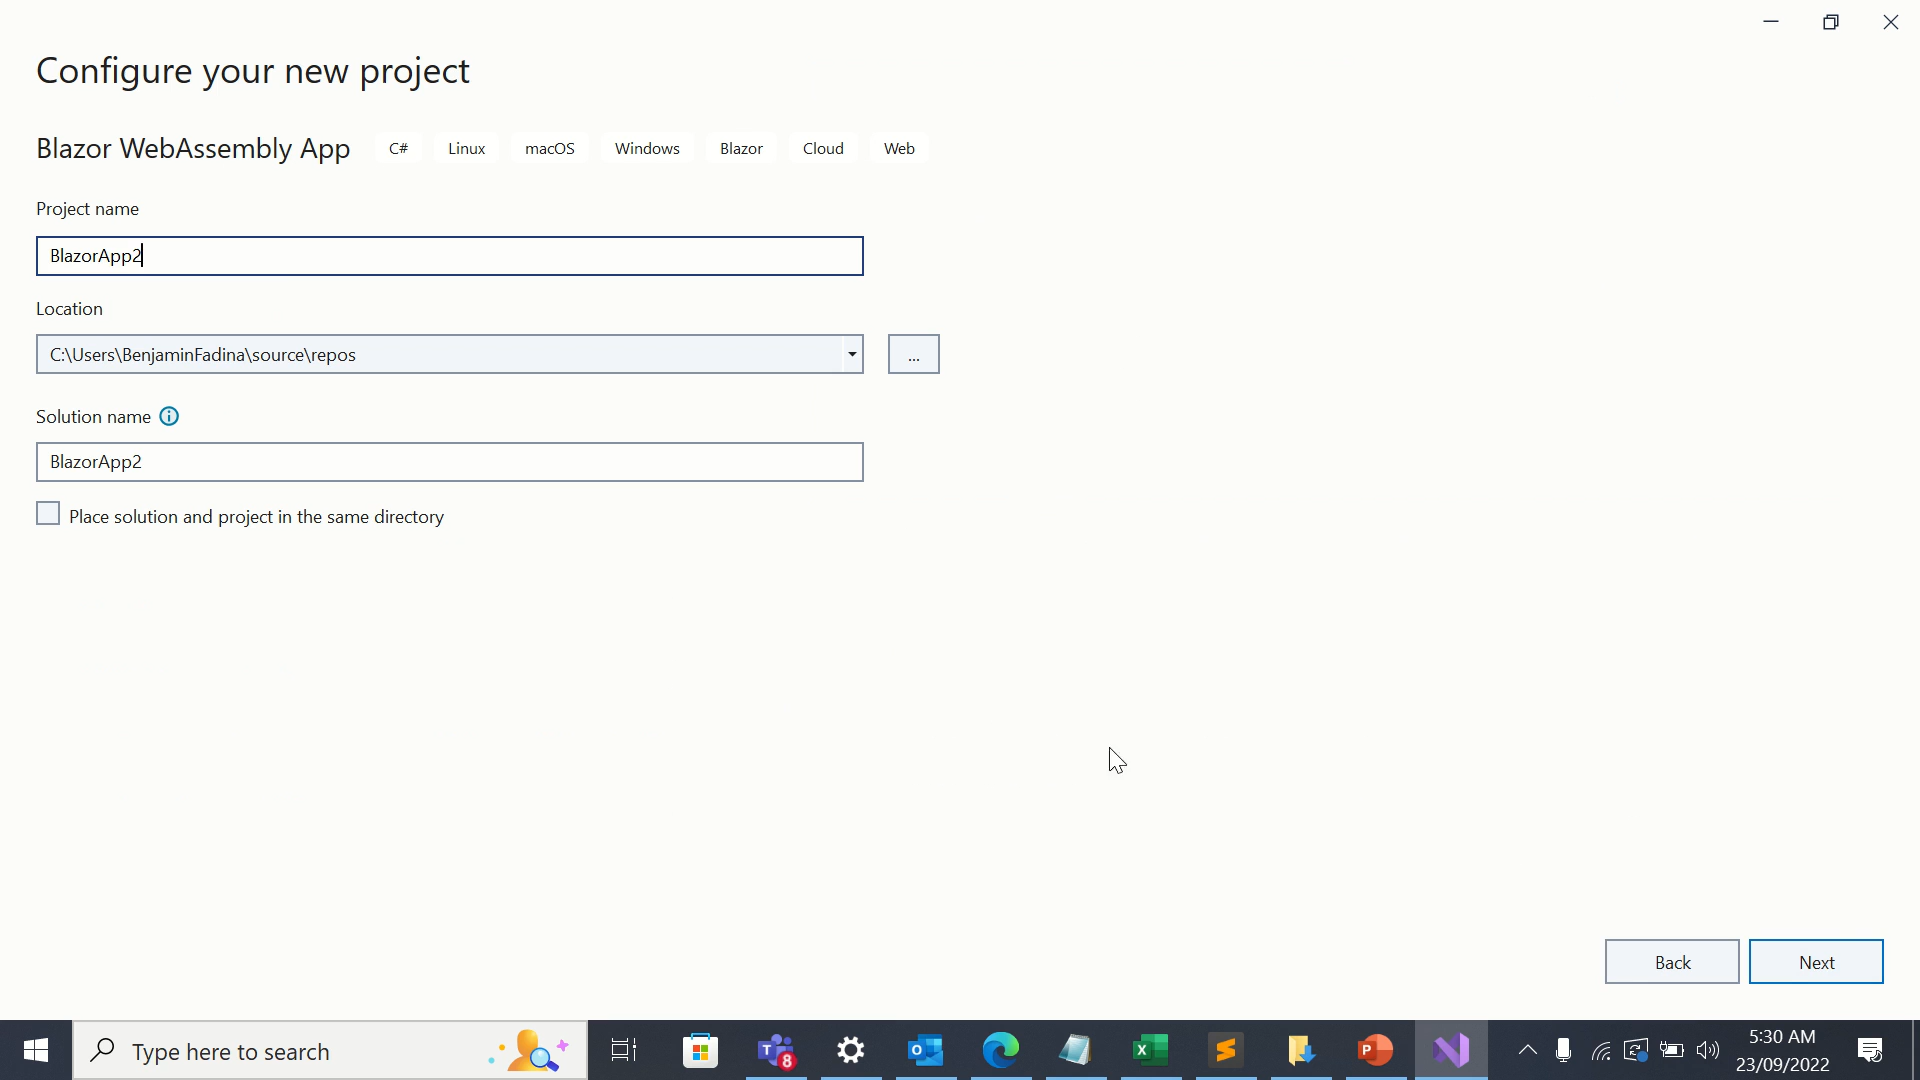 Configure your new project
Blazor WebAssembly App C# Linux macOS Windows Blazor Cloud Web
Project name
BlazorApp2
Location
C:\Users\BenjaminFadina\source\repos
...
Solution name
BlazorApp2
Place solution and project in the same directory
Back Next
Type here to search
8
5:30 AM
23/09/2022